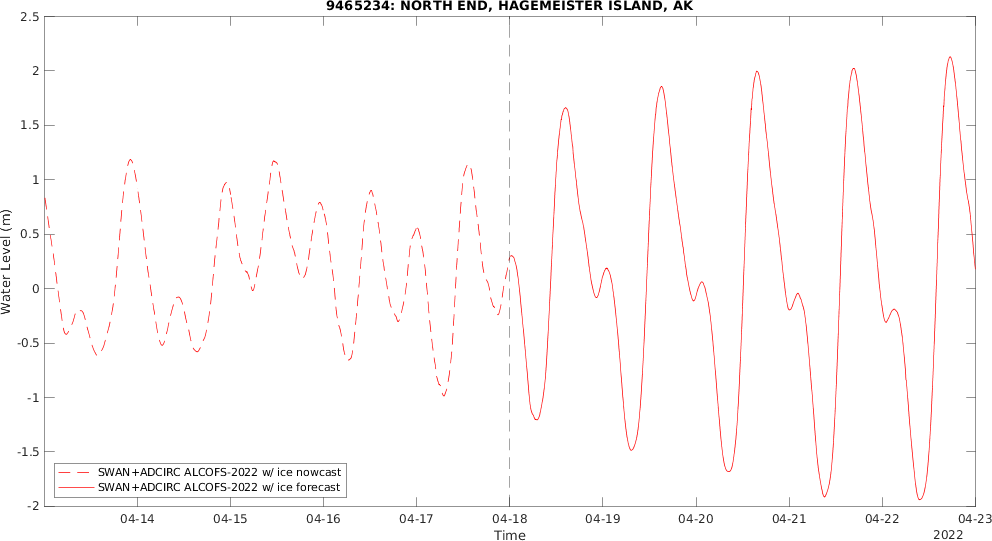 9465234: NORTH END, HAGEMEISTER ISLAND, AK
2.5
2
1.5
1
0.5
0
-0.5
-1
-1.5
-2
Water Level (m)
SWAN+ADCIRC ALCOFS-2022 w/ ice nowcast
SWAN+ADCIRC ALCOFS-2022 w/ ice forecast
04-14 04-15 04-16 04-17 04-18 04-19 04-20 04-21 04-22 04-23
Time
2022